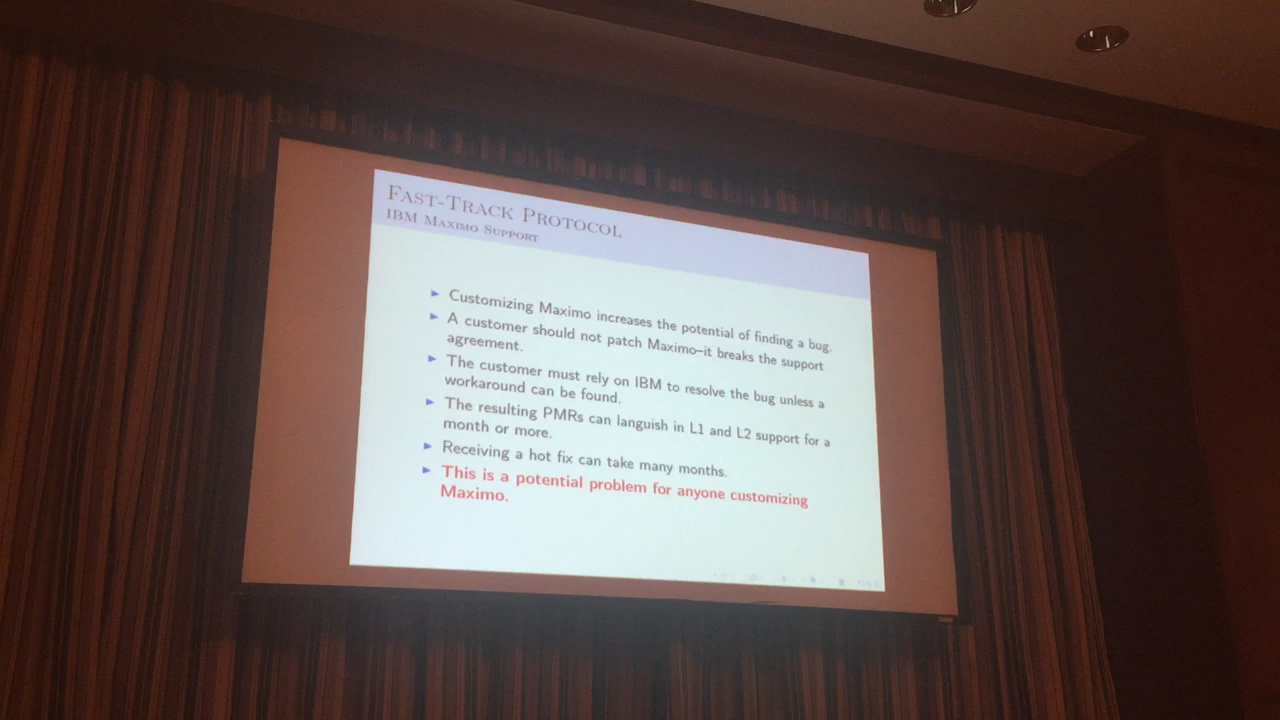 FAST-TRACK PROTOCOL
IBM MAXIMO SUPPORT
Customizing Maximo increases the potential of finding a bug.
A customer should not patch Maximo–it breaks the support
agreement.
The customer must rely on IBM to resolve the bug unless a
workaround can be found.
The resulting PMRs can languish in L1 and L2 support for a
month or more.
Receiving a hot fix can take many months.
This is a potential problem for anyone customizing
Maximo.